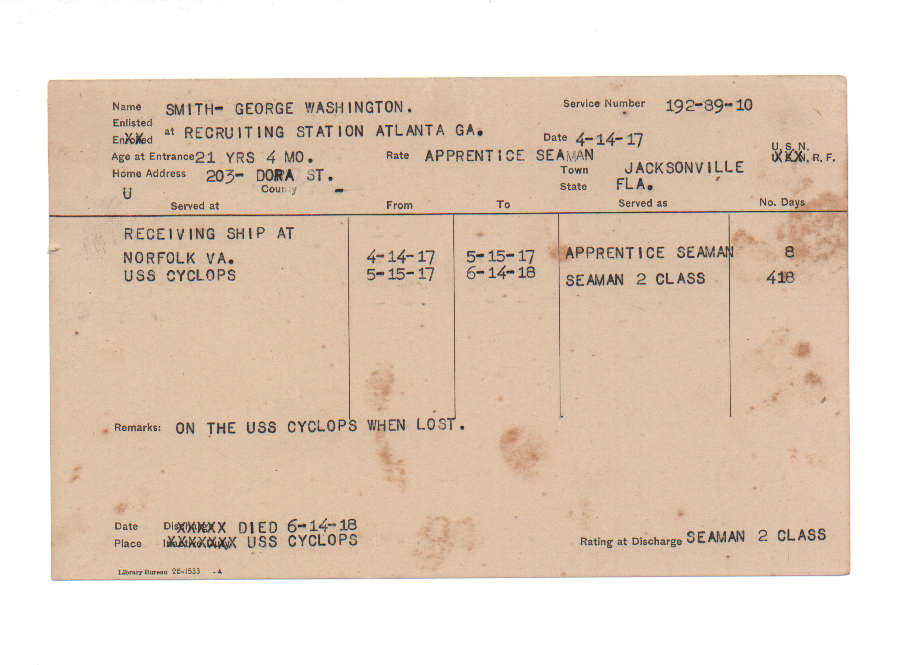 Name SMITH- GEORGE WASHINGTON. Service Number 192-89-10
Enlisted
at RECRUITING STATION ATLANTA GA. Date 4-14-17
Age at Entrance 21 YRS 4 MO. Rate APPRENTICE SEAMAN U.S.N.
Home Address 203- DORA ST. Town JACKSONVILLE N.R.F.
U County - State FLA.
Served at From To Served as No. Days
RECEIVING SHIP AT
NORFOLK VA. 4-14-17 5-15-17 APPRENTICE SEAMAN 8
USS CYCLOPS 5-15-17 6-14-18 SEAMAN 2 CLASS 418
Remarks: ON THE USS CYCLOPS WHEN LOST.
Date XXXXX DIED 6-14-18
Place XXXXXXX USS CYCLOPS Rating at Discharge SEAMAN 2 CLASS
Library Bureau 26-1533 -A